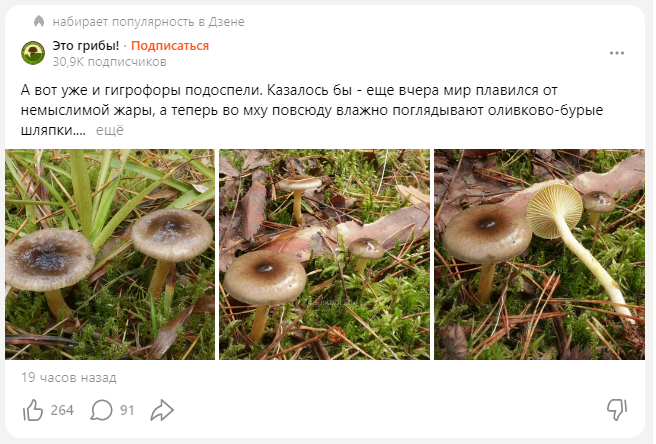 набирает популярность в Дзене
Это грибы! · Подписаться
30,9K подписчиков
А вот уже и гигрофоры подоспели. Казалось бы - еще вчера мир плавился от
немыслимой жары, а теперь во мху повсюду влажно поглядывают оливково-бурые
шляпки.... ещё
19 часов назад
264 91